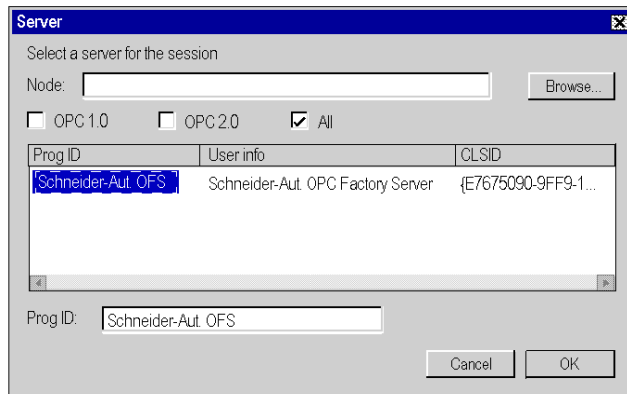 Server
Select a server for the session
Node:
Browse...
OPC 1.0 OPC 2.0 All
Prog ID User info CLSID
Schneider-Aut. OFS Schneider-Aut. OPC Factory Server {E7675090-9FF9-1...
Prog ID: Schneider-Aut. OFS
Cancel OK